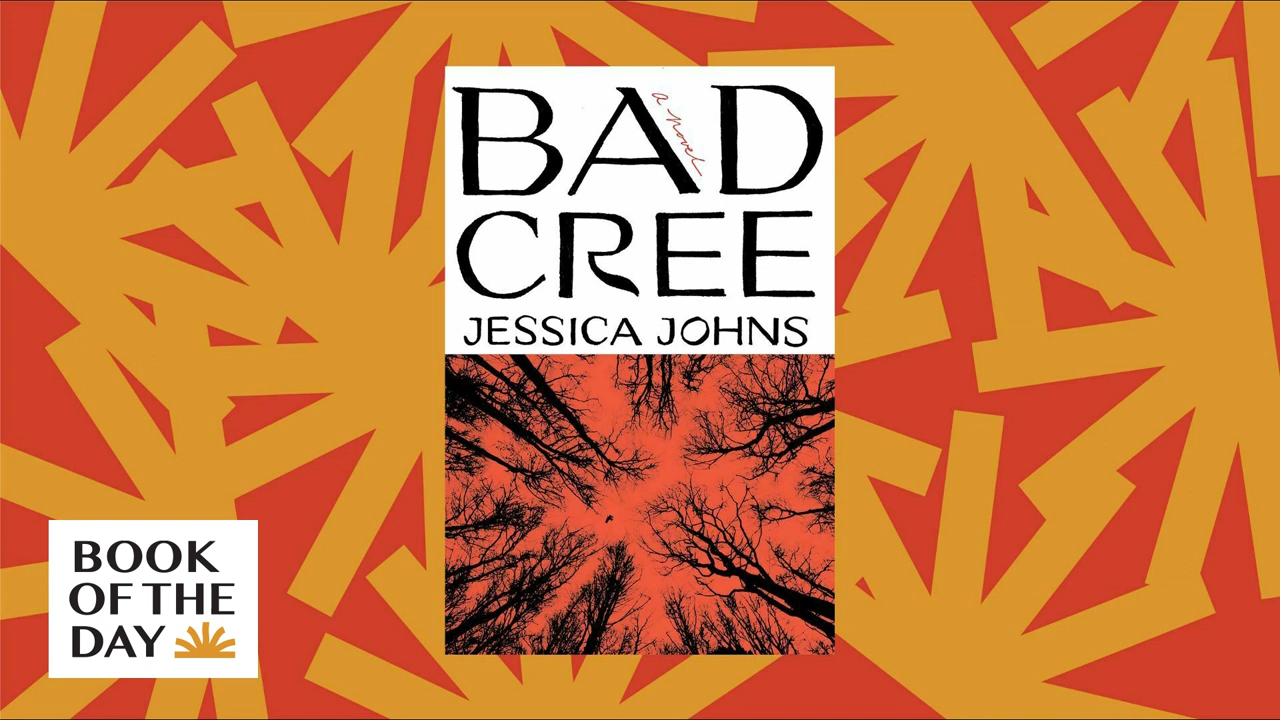 BAD
a novel
CREE
JESSICA JOHNS
BOOK
OF THE
DAY